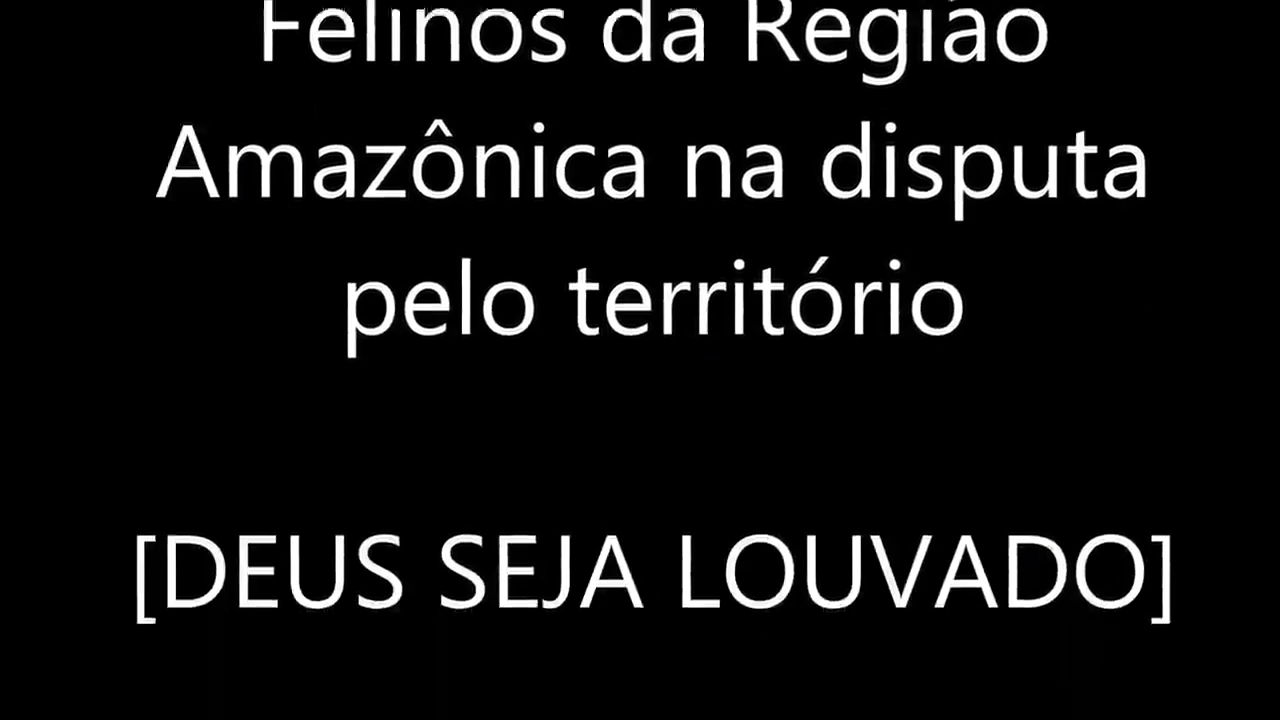 Felinos da Região
Amazônica na disputa
pelo território
[DEUS SEJA LOUVADO]